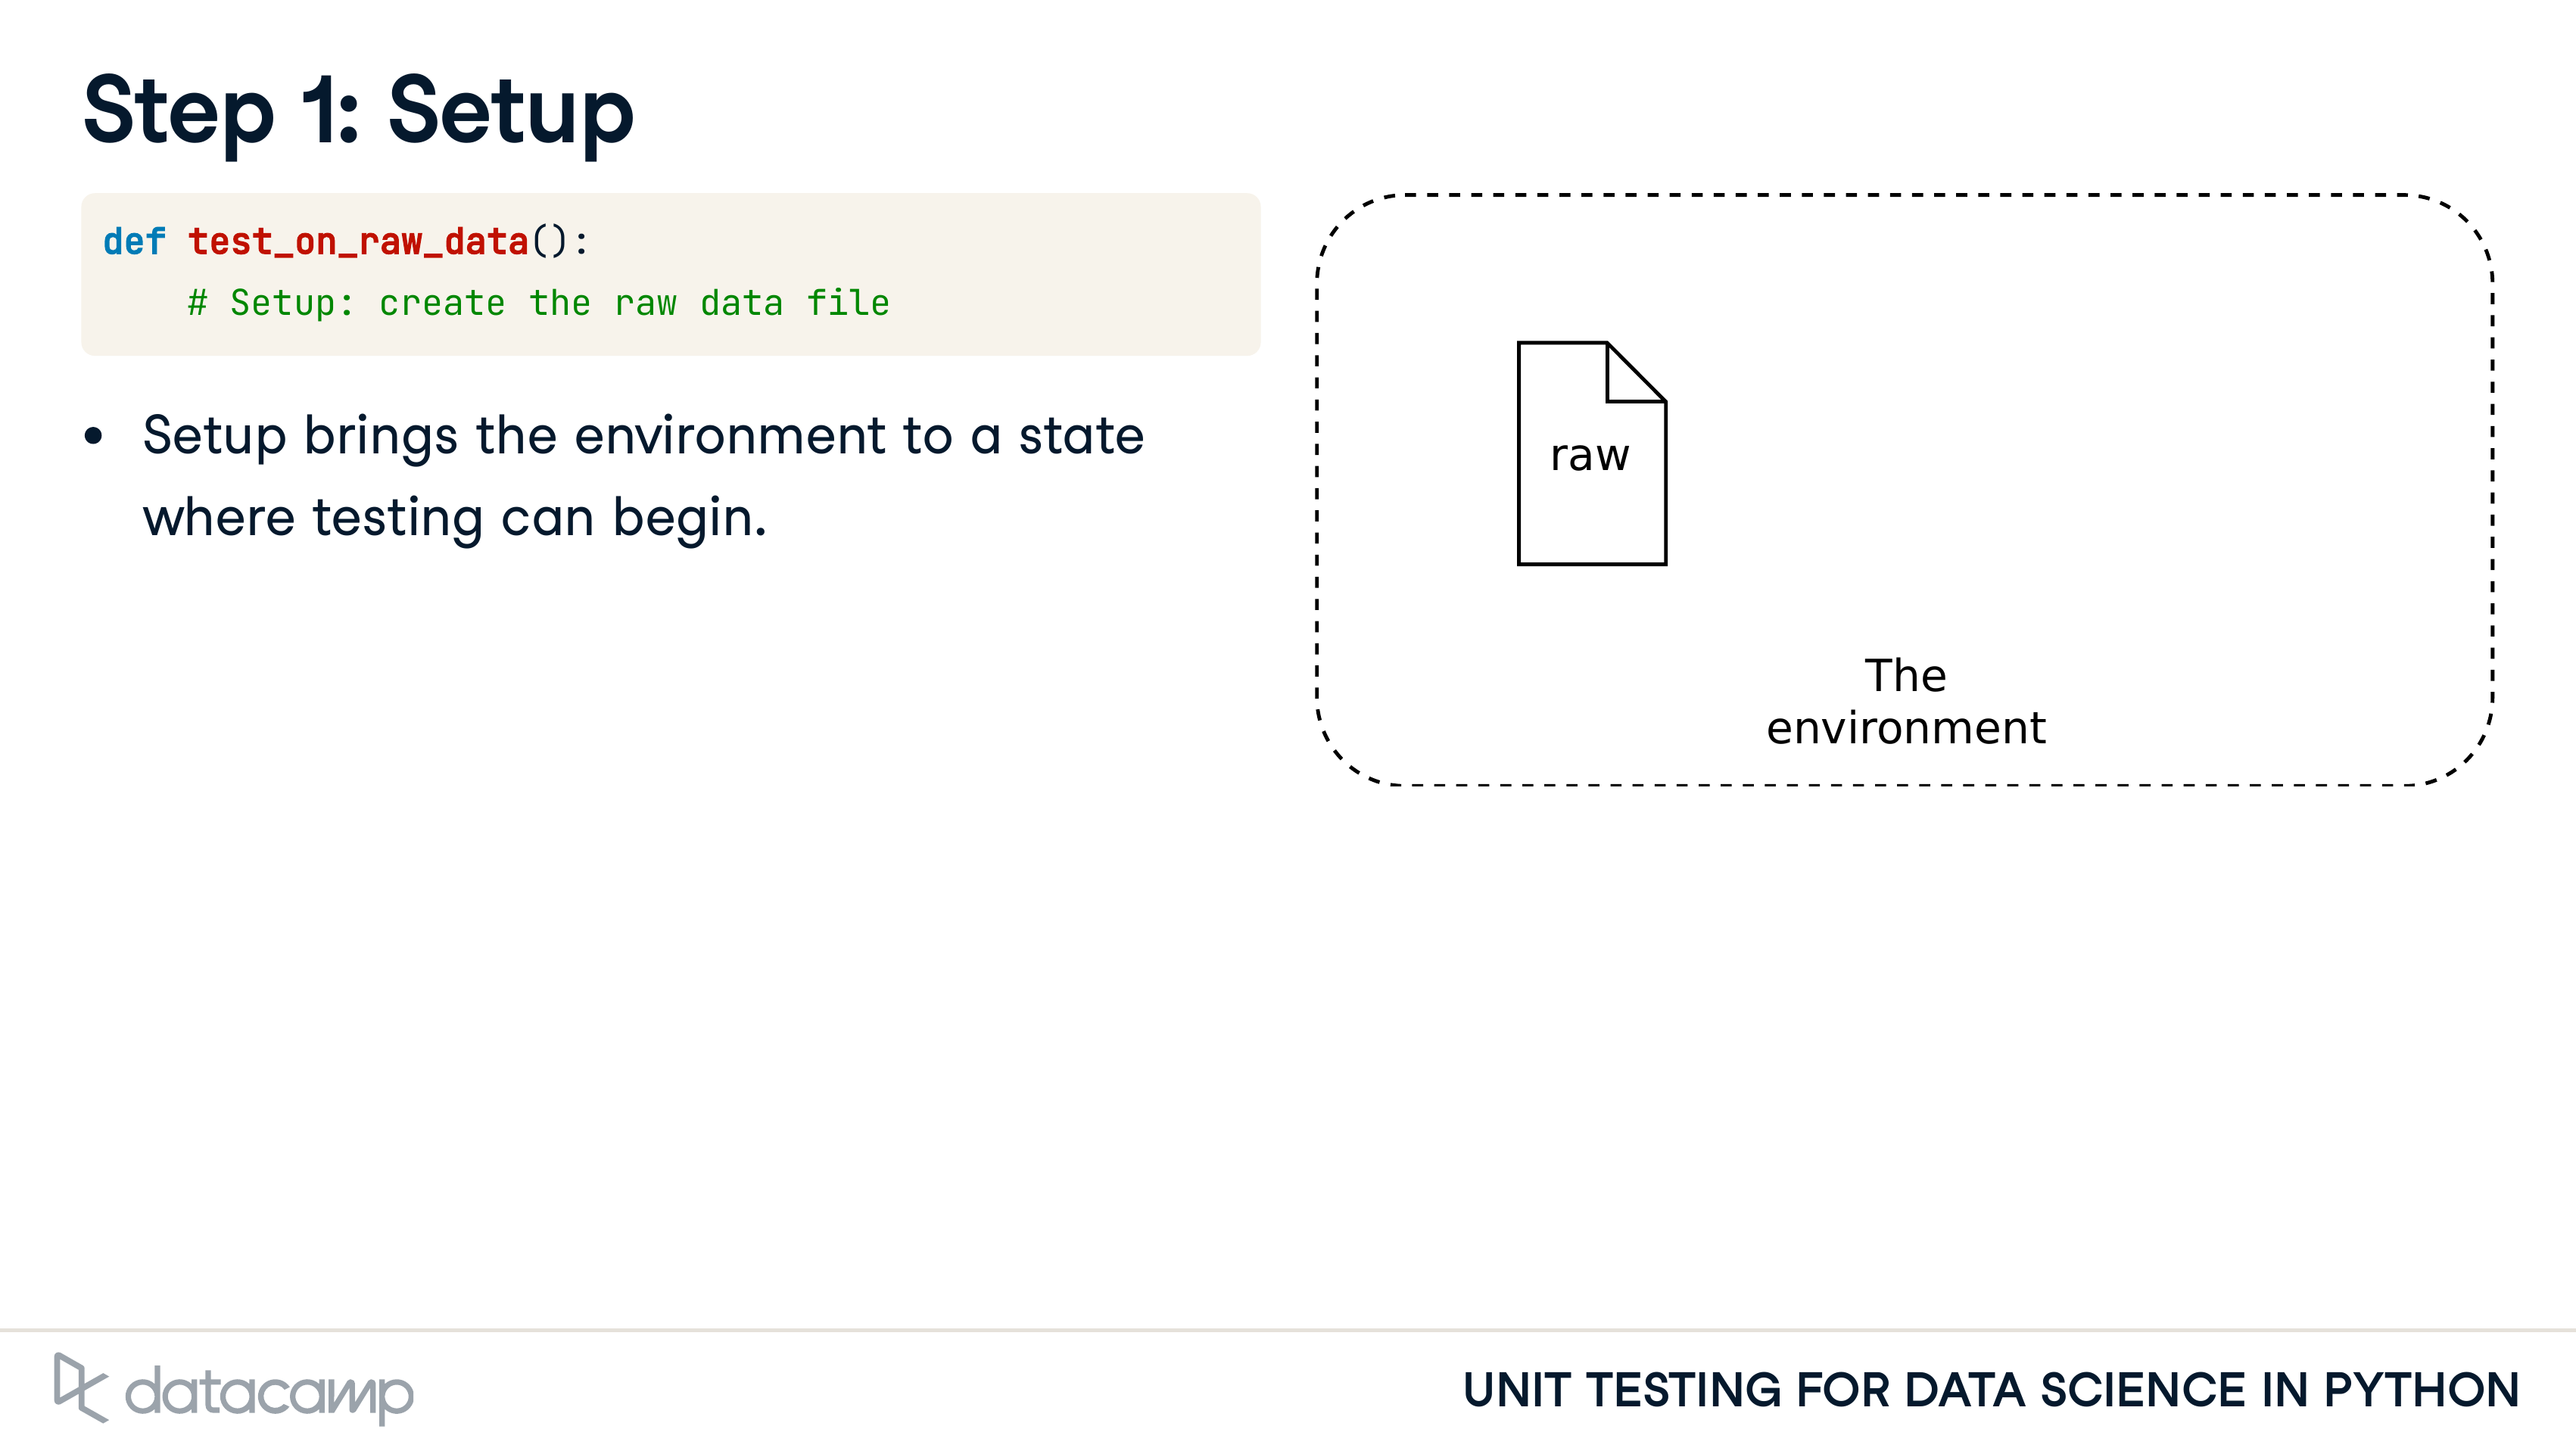 Step 1: Setup
def test_on_raw_data():
    # Setup: create the raw data file
• Setup brings the environment to a state
where testing can begin.
raw
The
environment
datacamp
UNIT TESTING FOR DATA SCIENCE IN PYTHON